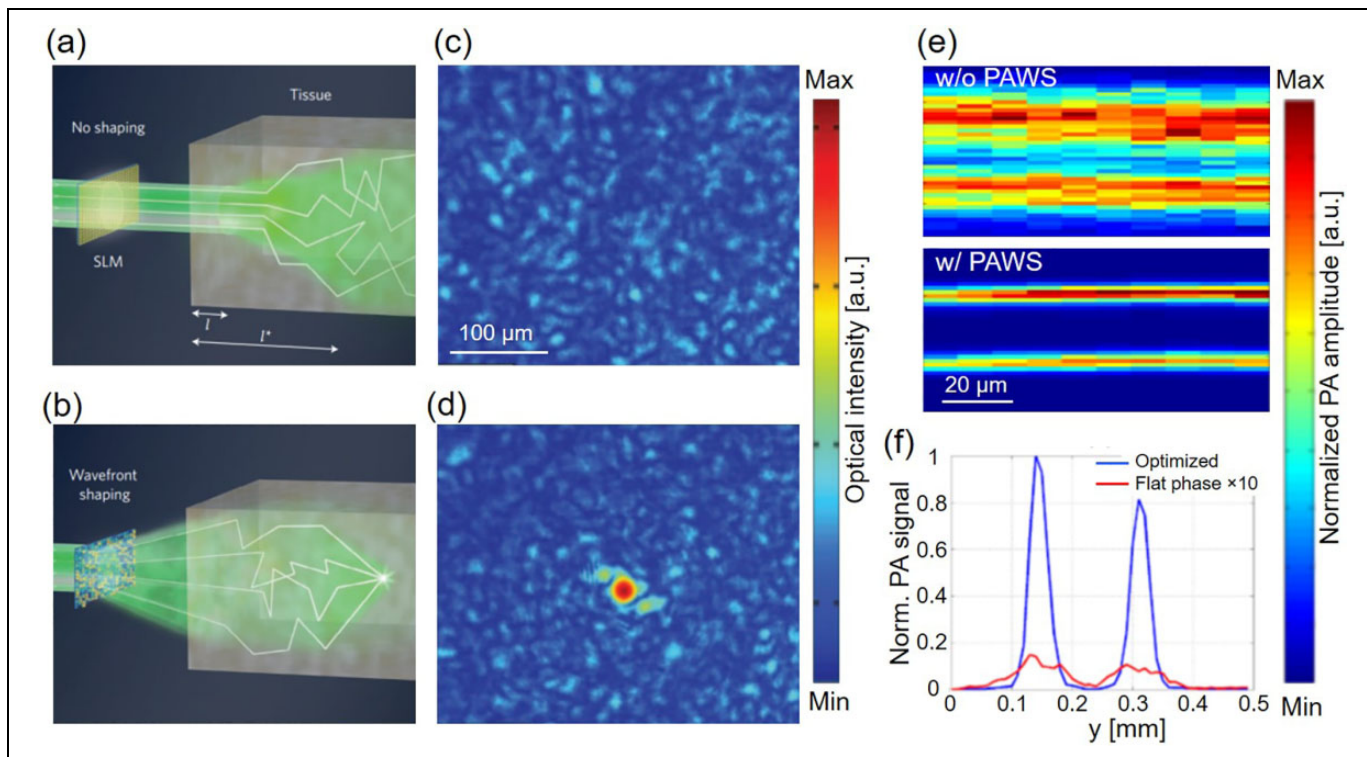 (a)
Tissue
No shaping
SLM
l
l*
(b)
Wavefront
shaping
(c)
100 μm
(d)
Max
Optical intensity [a.u.]
Min
(e)
w/o PAWS
w/ PAWS
20 μm
Max
Normalized PA amplitude [a.u.]
Min
(f)
Optimized
Flat phase ×10
Norm. PA signal
1
0.8
0.6
0.4
0.2
0
0 0.1 0.2 0.3 0.4 0.5
y [mm]